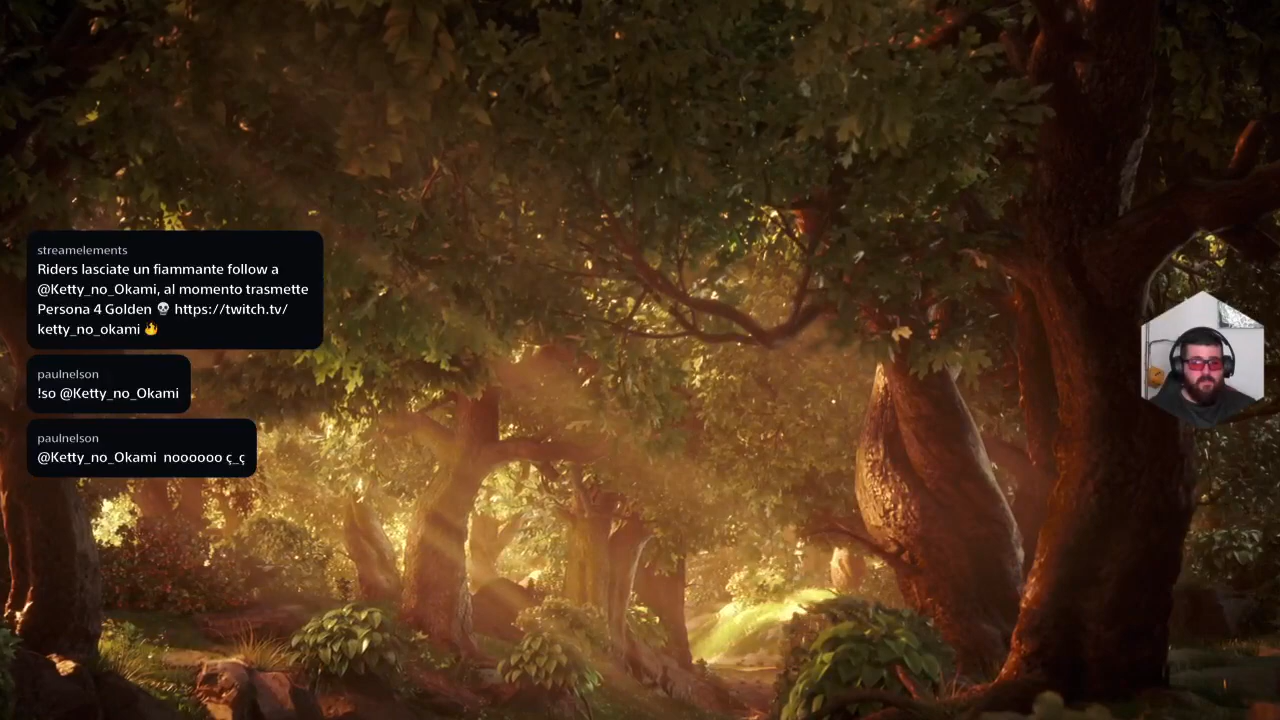 streamelements
Riders lasciate un fiammante follow a
@Ketty_no_Okami, al momento trasmette
Persona 4 Golden 💀 https://twitch.tv/
ketty_no_okami 🔥
paulnelson
!so @Ketty_no_Okami
paulnelson
@Ketty_no_Okami noooooo ç_ç